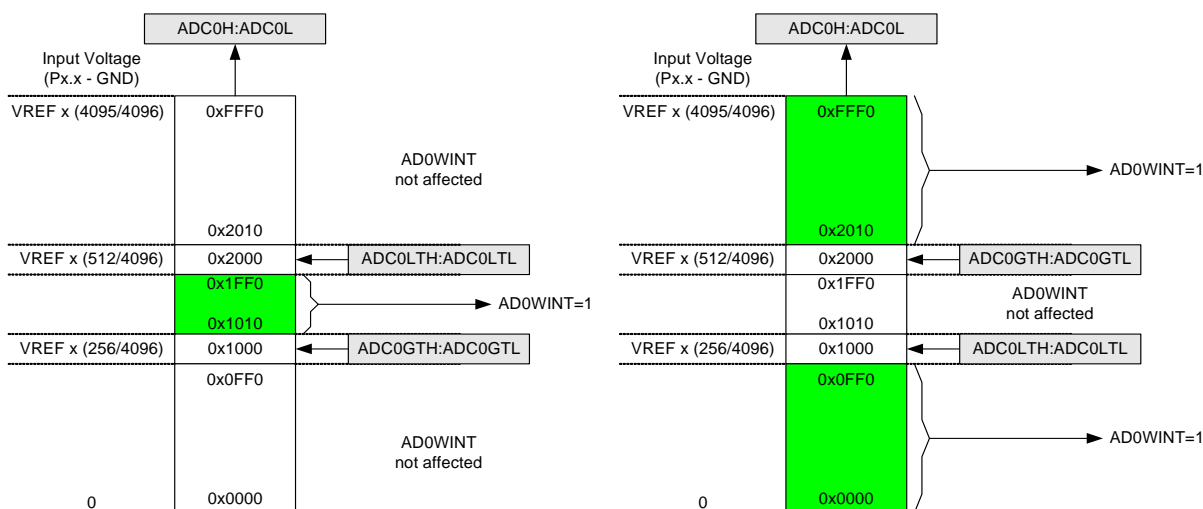 ADC0H:ADC0L
Input Voltage
(Px.x - GND)
VREF x (4095/4096)
0xFFF0
AD0WINT
not affected
0x2010
VREF x (512/4096)
0x2000
ADC0LTH:ADC0LTL
0x1FF0
AD0WINT=1
0x1010
VREF x (256/4096)
0x1000
ADC0GTH:ADC0GTL
0x0FF0
AD0WINT
not affected
0
0x0000
ADC0H:ADC0L
Input Voltage
(Px.x - GND)
VREF x (4095/4096)
0xFFF0
AD0WINT=1
0x2010
VREF x (512/4096)
0x2000
ADC0GTH:ADC0GTL
0x1FF0
AD0WINT
not affected
0x1010
VREF x (256/4096)
0x1000
ADC0LTH:ADC0LTL
0x0FF0
AD0WINT=1
0
0x0000